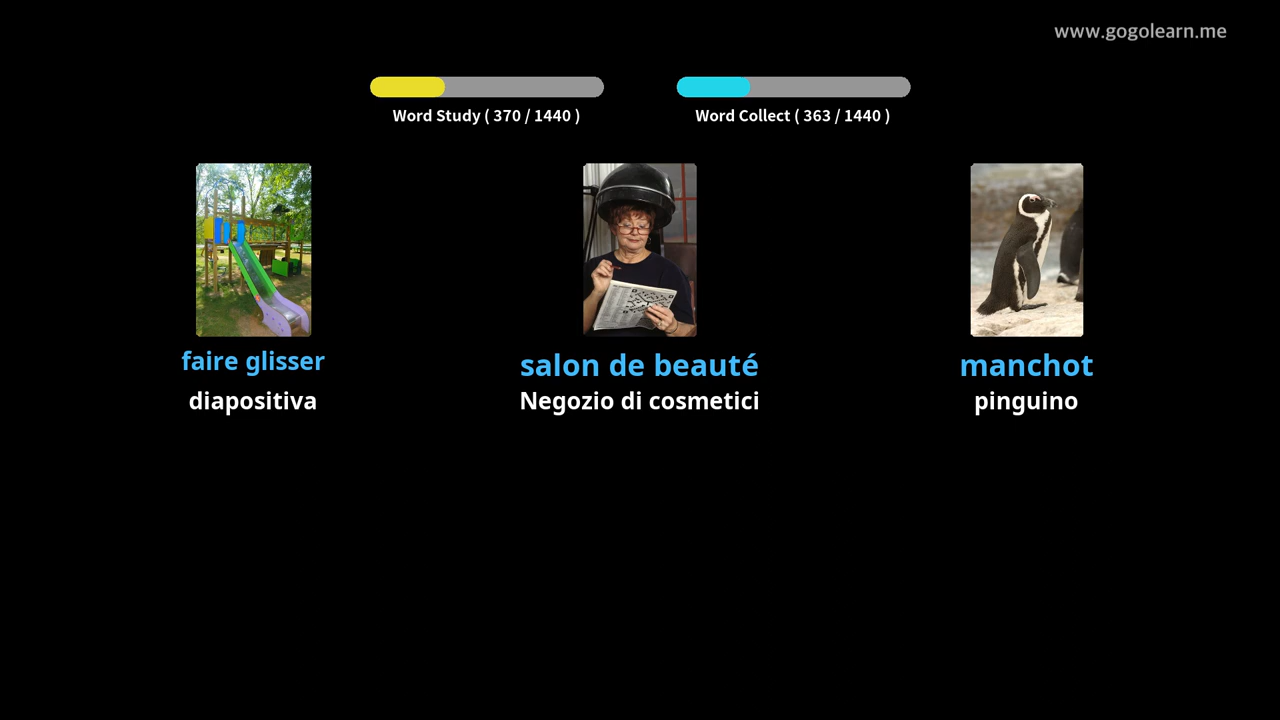 www.gogolearn.me
Word Study ( 370 / 1440 )
Word Collect ( 363 / 1440 )
faire glisser
diapositiva
salon de beauté
Negozio di cosmetici
manchot
pinguino